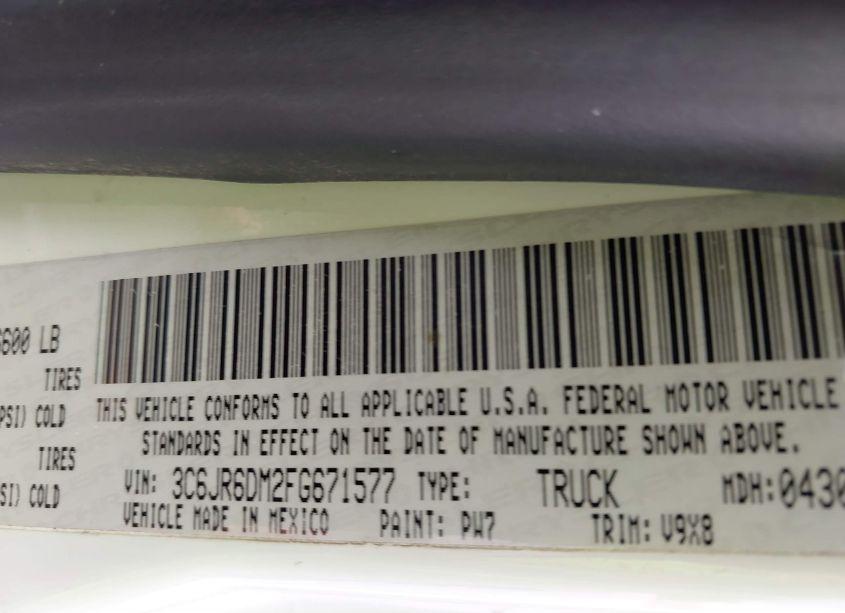 6600 LB
TIRES
PSI) COLD
TIRES
SI) COLD
THIS VEHICLE CONFORMS TO ALL APPLICABLE U.S.A. FEDERAL MOTOR VEHICLE
STANDARDS IN EFFECT ON THE DATE OF MANUFACTURE SHOWN ABOVE.
VIN: 3C6JR6DM2FG671577 TYPE: TRUCK MDH: 0430
VEHICLE MADE IN MEXICO PAINT: PW7 TRIM: V9X8